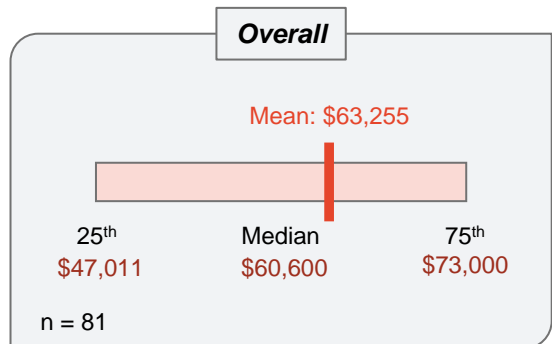 Overall
Mean: $63,255
25th Median 75th
$47,011 $60,600 $73,000
n = 81